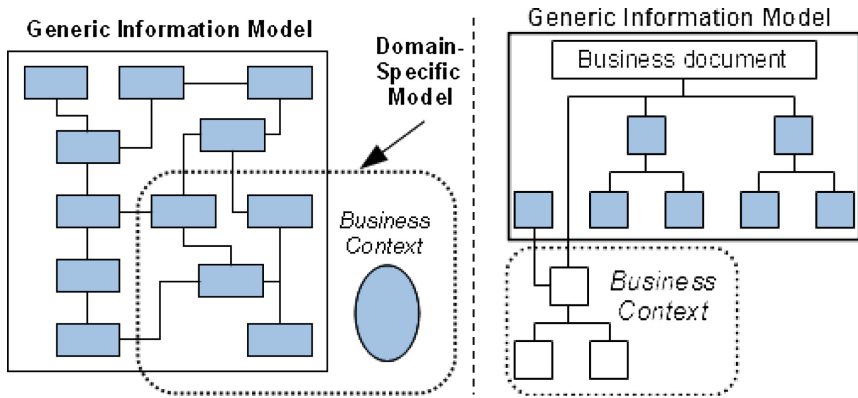 Generic Information Model
Domain-
Specific
Model
Business
Context
Generic Information Model
Business document
Business
Context